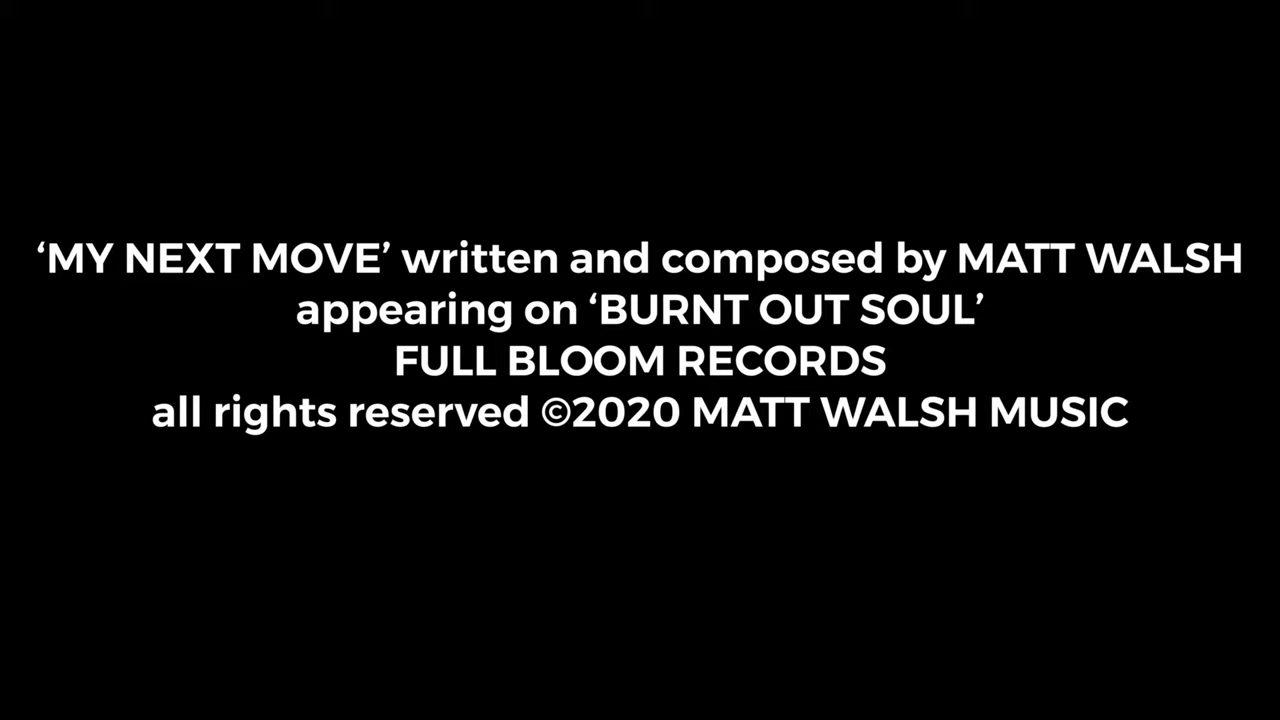 ‘MY NEXT MOVE’ written and composed by MATT WALSH
appearing on ‘BURNT OUT SOUL’
FULL BLOOM RECORDS
all rights reserved ©2020 MATT WALSH MUSIC